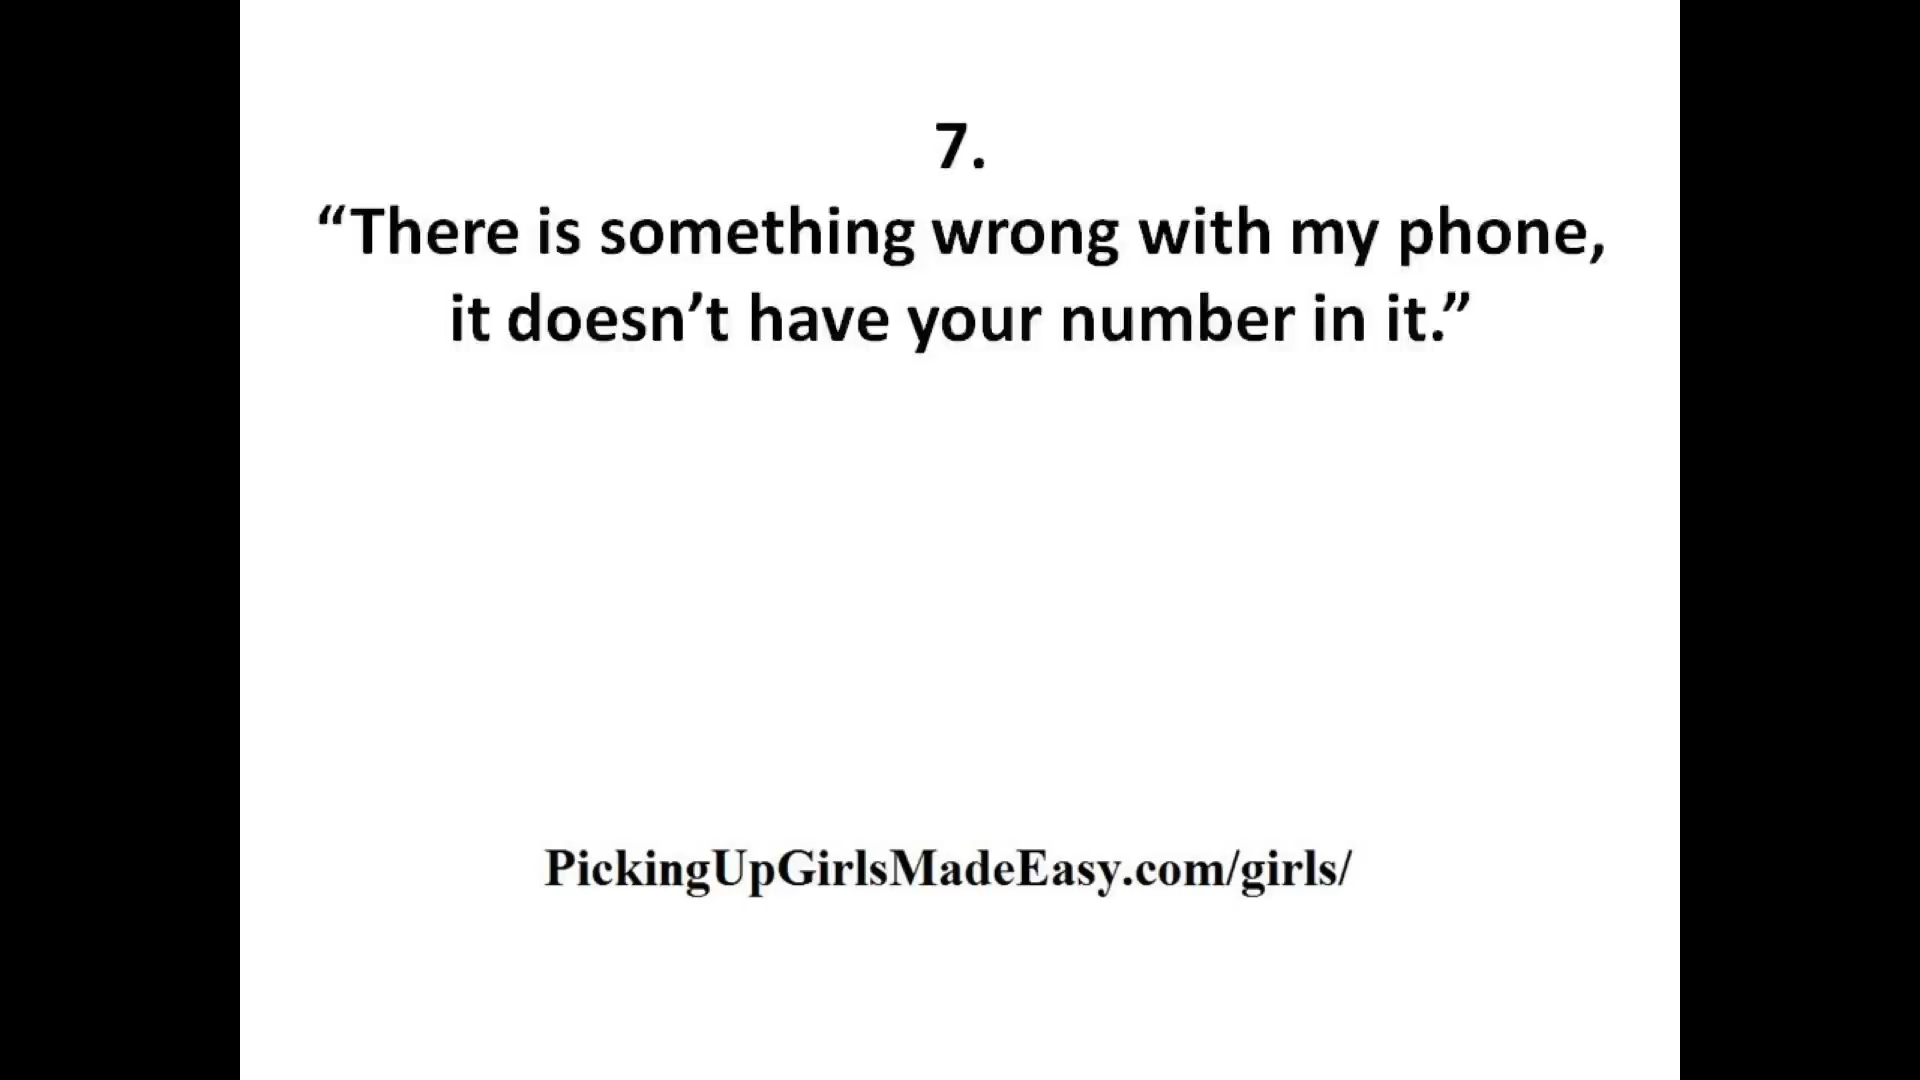 7.
“There is something wrong with my phone,
it doesn’t have your number in it.”
PickingUpGirlsMadeEasy.com/girls/